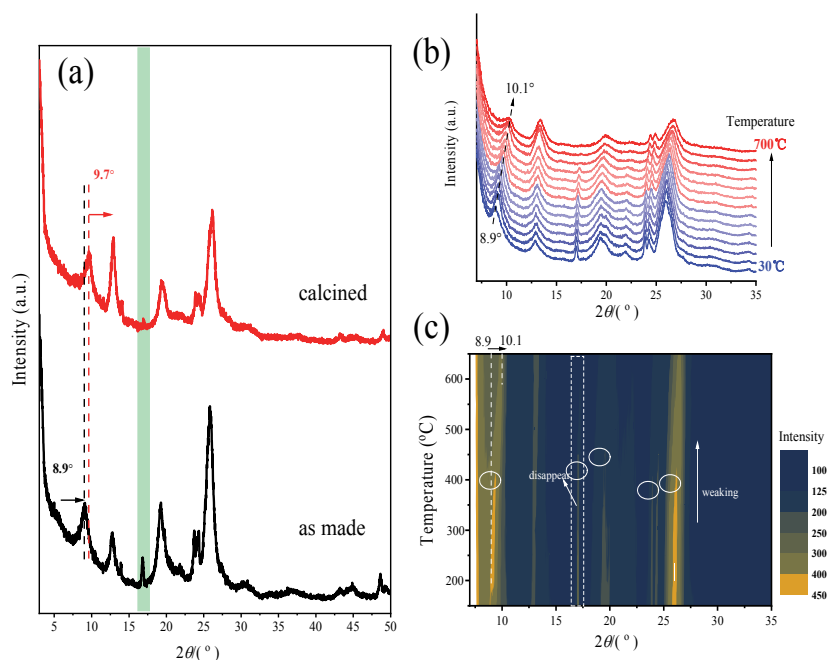 (a)
9.7°
calcined
8.9°
as made
Intensity (a.u.)
5 10 15 20 25 30 35 40 45 50
2θ/( ° )
(b)
10.1°
8.9°
Temperature
700℃
30℃
Intensity (a.u.)
10 15 20 25 30 35
2θ/( ° )
(c)
8.9 10.1
600
500
400
300
200
Temperature (°C)
disappear
weaking
10 15 20 25 30 35
2θ/( ° )
Intensity
100
125
250
300
350
400
450